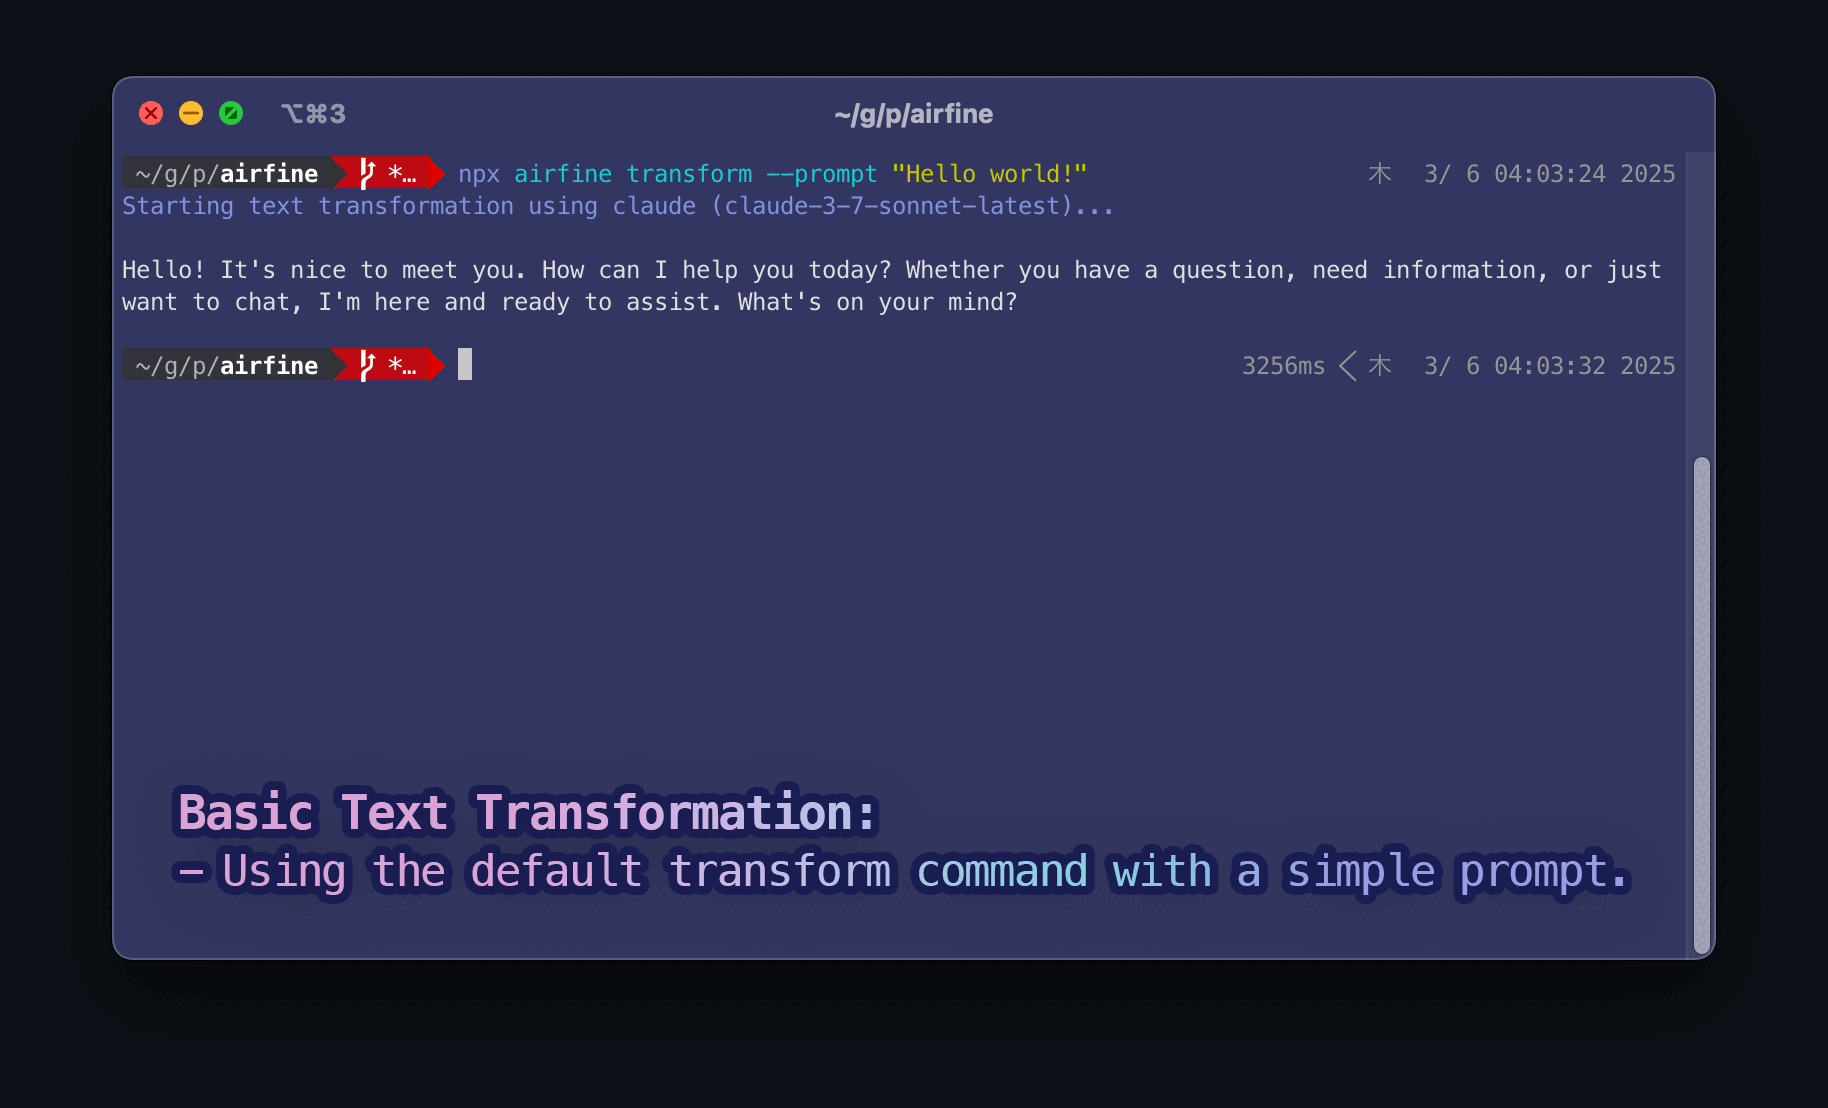 ⌥⌘3 ~/g/p/airfine
~/g/p/airfine *… npx airfine transform --prompt "Hello world!" 木 3/ 6 04:03:24 2025
Starting text transformation using claude (claude-3-7-sonnet-latest)...
Hello! It's nice to meet you. How can I help you today? Whether you have a question, need information, or just
want to chat, I'm here and ready to assist. What's on your mind?
~/g/p/airfine *… 3256ms 木 3/ 6 04:03:32 2025
Basic Text Transformation:
- Using the default transform command with a simple prompt.